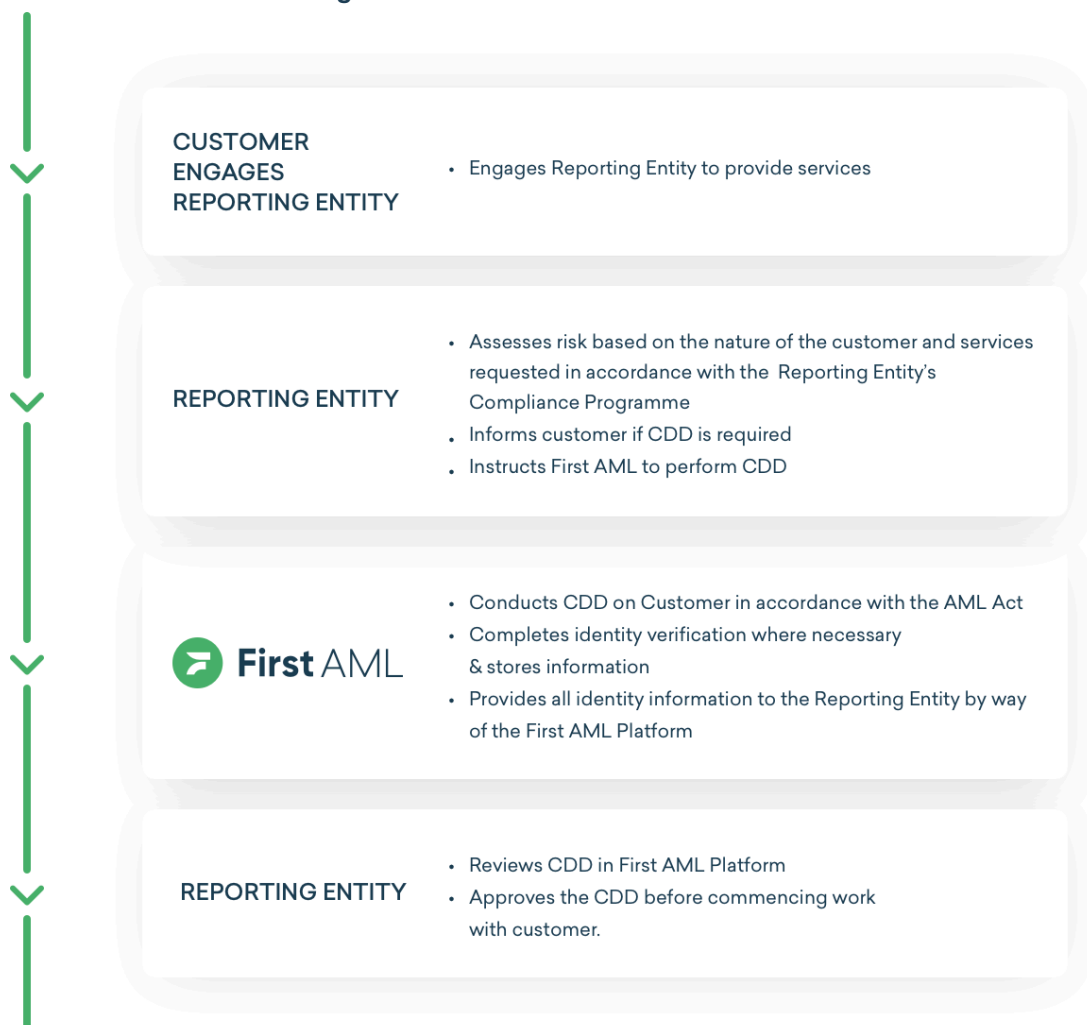 CUSTOMER
ENGAGES
REPORTING ENTITY
• Engages Reporting Entity to provide services
REPORTING ENTITY
• Assesses risk based on the nature of the customer and services
requested in accordance with the Reporting Entity’s
Compliance Programme
• Informs customer if CDD is required
• Instructs First AML to perform CDD
First AML
• Conducts CDD on Customer in accordance with the AML Act
• Completes identity verification where necessary
& stores information
• Provides all identity information to the Reporting Entity by way
of the First AML Platform
REPORTING ENTITY
• Reviews CDD in First AML Platform
• Approves the CDD before commencing work
with customer.